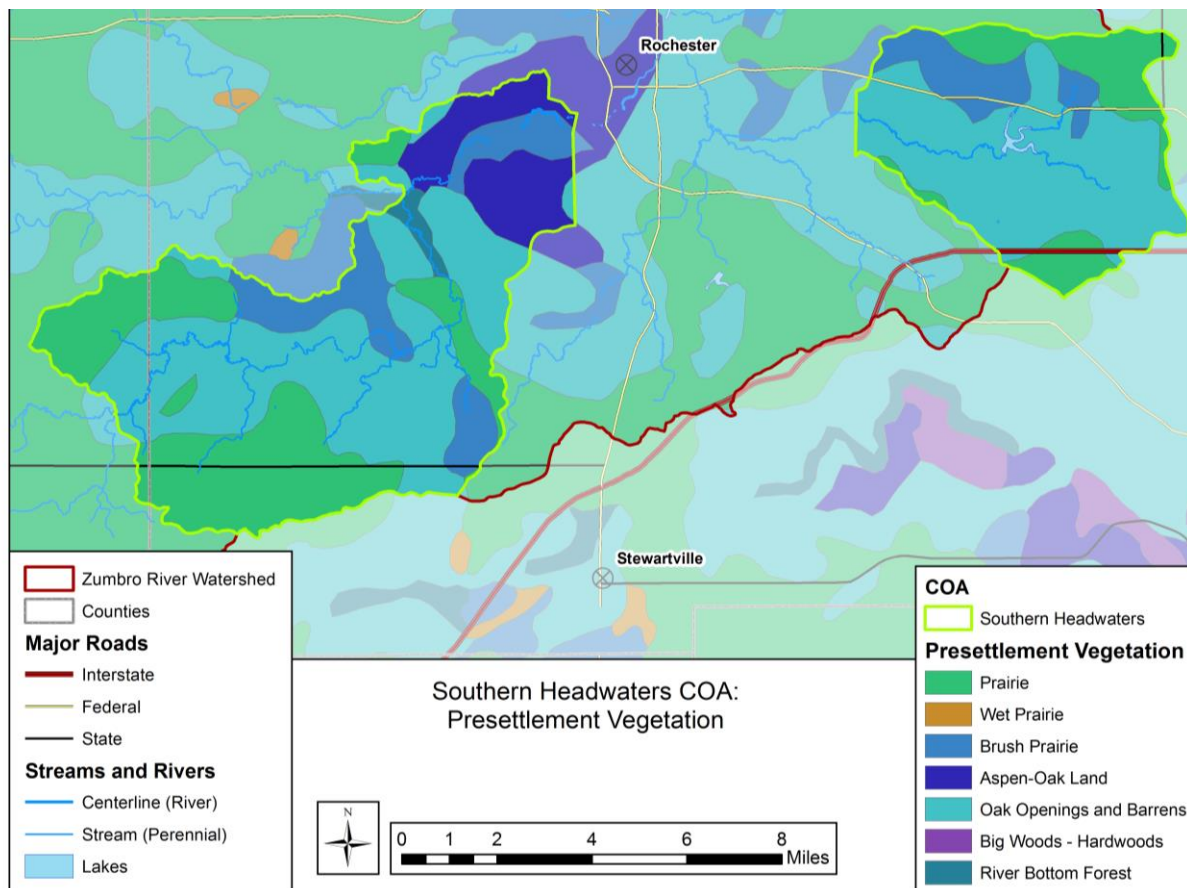 Rochester
Stewartville
Zumbro River Watershed
Counties
Major Roads
Interstate
Federal
State
Streams and Rivers
Centerline (River)
Stream (Perennial)
Lakes
Southern Headwaters COA:
Presettlement Vegetation
N
0 1 2 4 6 8
Miles
COA
Southern Headwaters
Presettlement Vegetation
Prairie
Wet Prairie
Brush Prairie
Aspen-Oak Land
Oak Openings and Barrens
Big Woods - Hardwoods
River Bottom Forest